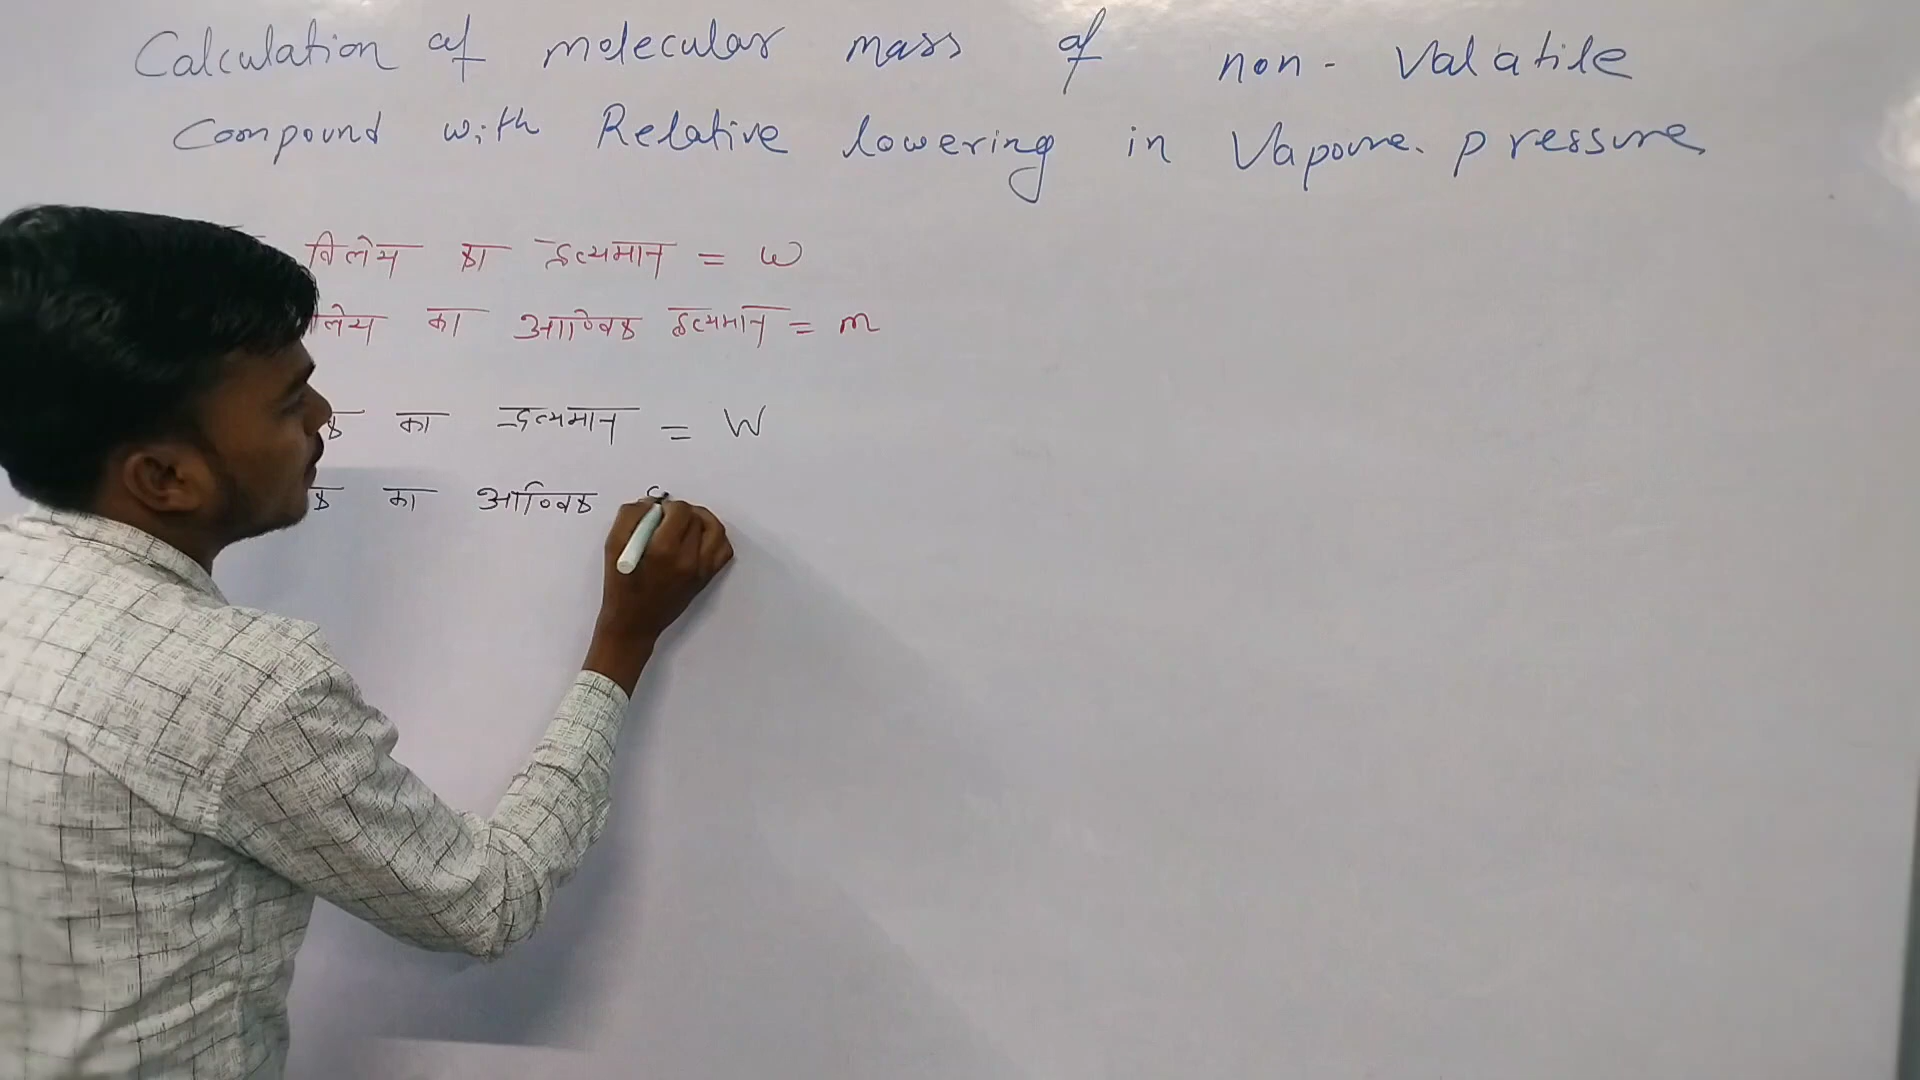 Calculation of molecular mass of non - Valatile
Compound with Relative lowering in Vapoure. pressure
विलेय का द्रव्यमान = w
लेय का आण्विक द्रव्यमान = m
क का द्रव्यमान = W
क का आण्विक